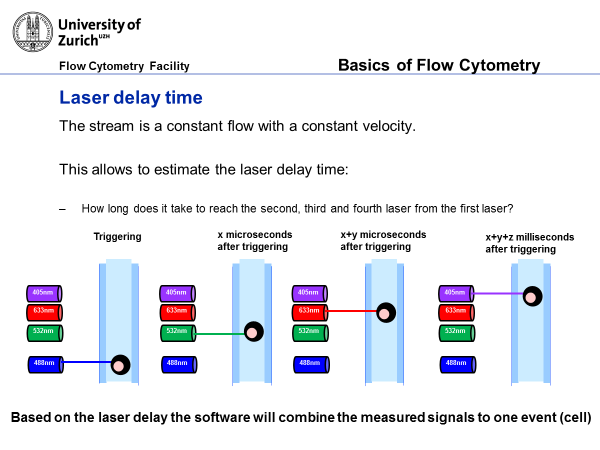 University of
Zurich UZH
Flow Cytometry Facility
Basics of Flow Cytometry
Laser delay time
The stream is a constant flow with a constant velocity.
This allows to estimate the laser delay time:
– How long does it take to reach the second, third and fourth laser from the first laser?
Triggering
x microseconds
after triggering
x+y microseconds
after triggering
x+y+z milliseconds
after triggering
405nm
633nm
532nm
488nm
405nm
633nm
532nm
488nm
405nm
633nm
532nm
488nm
405nm
633nm
532nm
488nm
Based on the laser delay the software will combine the measured signals to one event (cell)